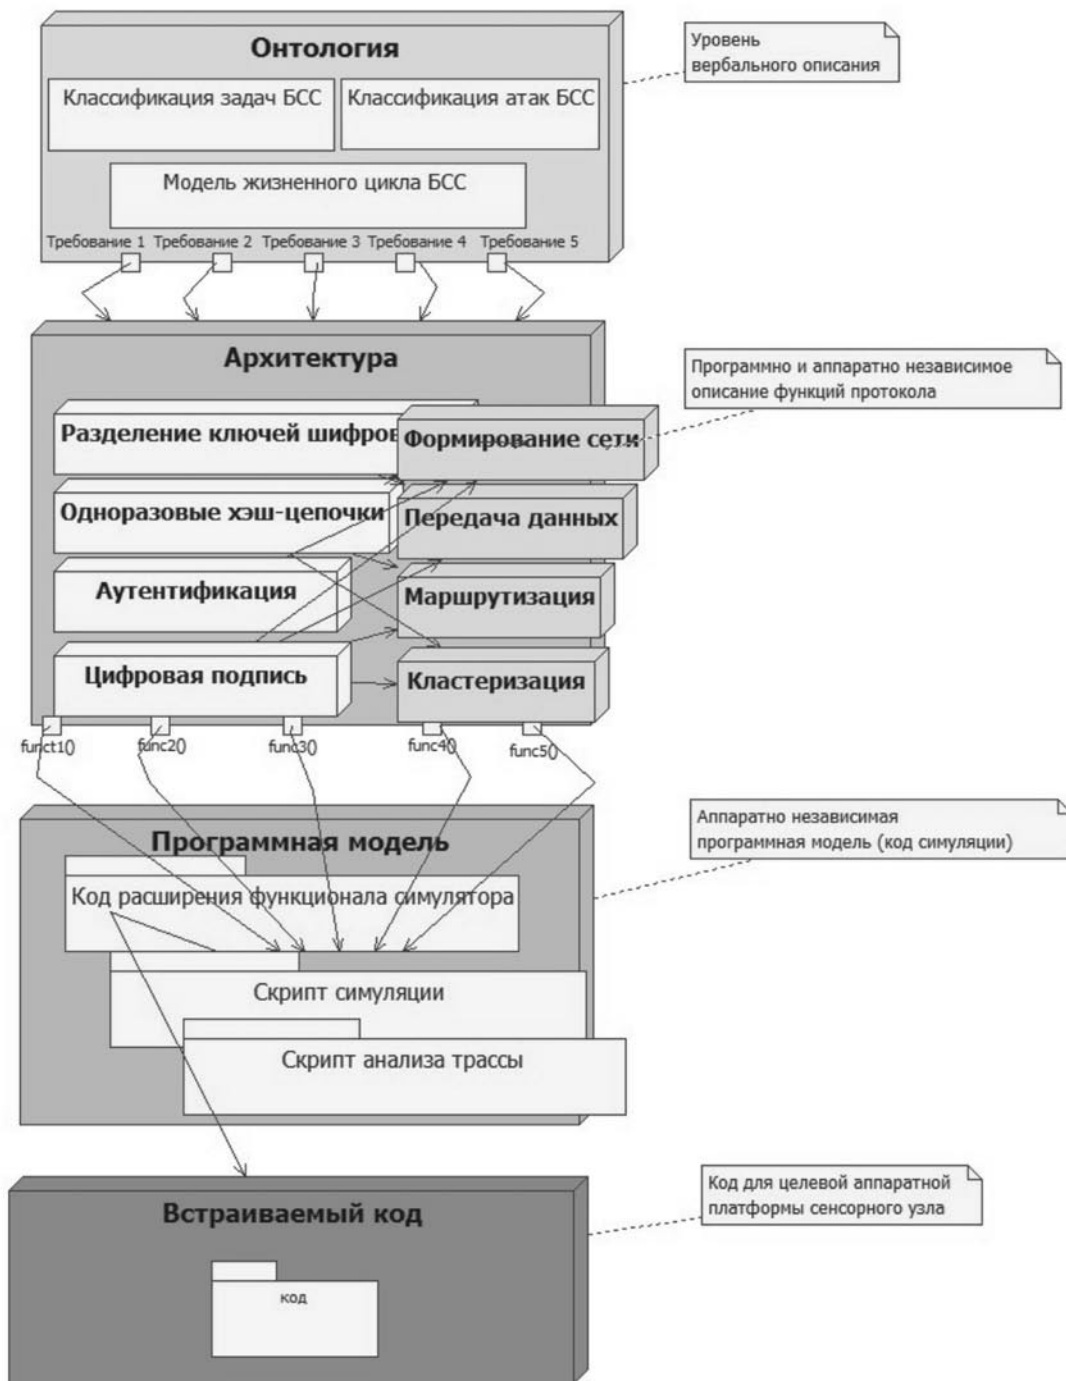 Онтология
Уровень
вербального описания
Классификация задач БСС
Классификация атак БСС
Модель жизненного цикла БСС
Требование 1
Требование 2
Требование 3
Требование 4
Требование 5
Архитектура
Программно и аппаратно независимое
описание функций протокола
Разделение ключей шифров
Формирование сети
Одноразовые хэш-цепочки
Передача данных
Аутентификация
Маршрутизация
Цифровая подпись
Кластеризация
funct1()
func2()
func3()
func4()
func5()
Программная модель
Аппаратно независимая
программная модель (код симуляции)
Код расширения функционала симулятора
Скрипт симуляции
Скрипт анализа трассы
Встраиваемый код
Код для целевой аппаратной
платформы сенсорного узла
код